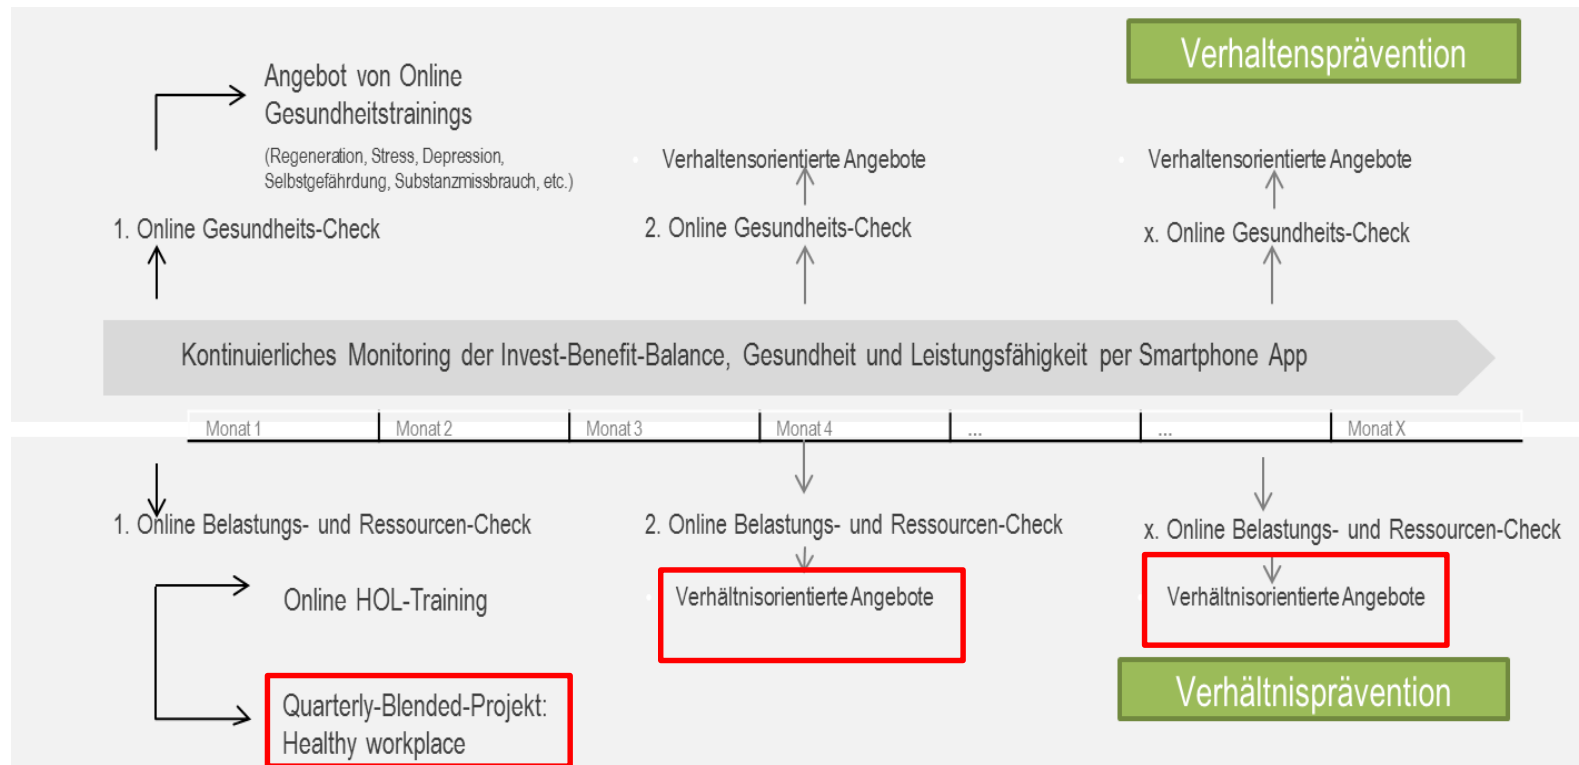 Verhaltensprävention
Angebot von Online
Gesundheitstrainings
(Regeneration, Stress, Depression,
Selbstgefährdung, Substanzmissbrauch, etc.)
Verhaltensorientierte Angebote
Verhaltensorientierte Angebote
1. Online Gesundheits-Check
2. Online Gesundheits-Check
x. Online Gesundheits-Check
Kontinuierliches Monitoring der Invest-Benefit-Balance, Gesundheit und Leistungsfähigkeit per Smartphone App
Monat 1 Monat 2 Monat 3 Monat 4 ... ... Monat X
1. Online Belastungs- und Ressourcen-Check
2. Online Belastungs- und Ressourcen-Check
x. Online Belastungs- und Ressourcen-Check
Online HOL-Training
Verhältnisorientierte Angebote
Verhältnisorientierte Angebote
Quarterly-Blended-Projekt:
Healthy workplace
Verhältnisprävention